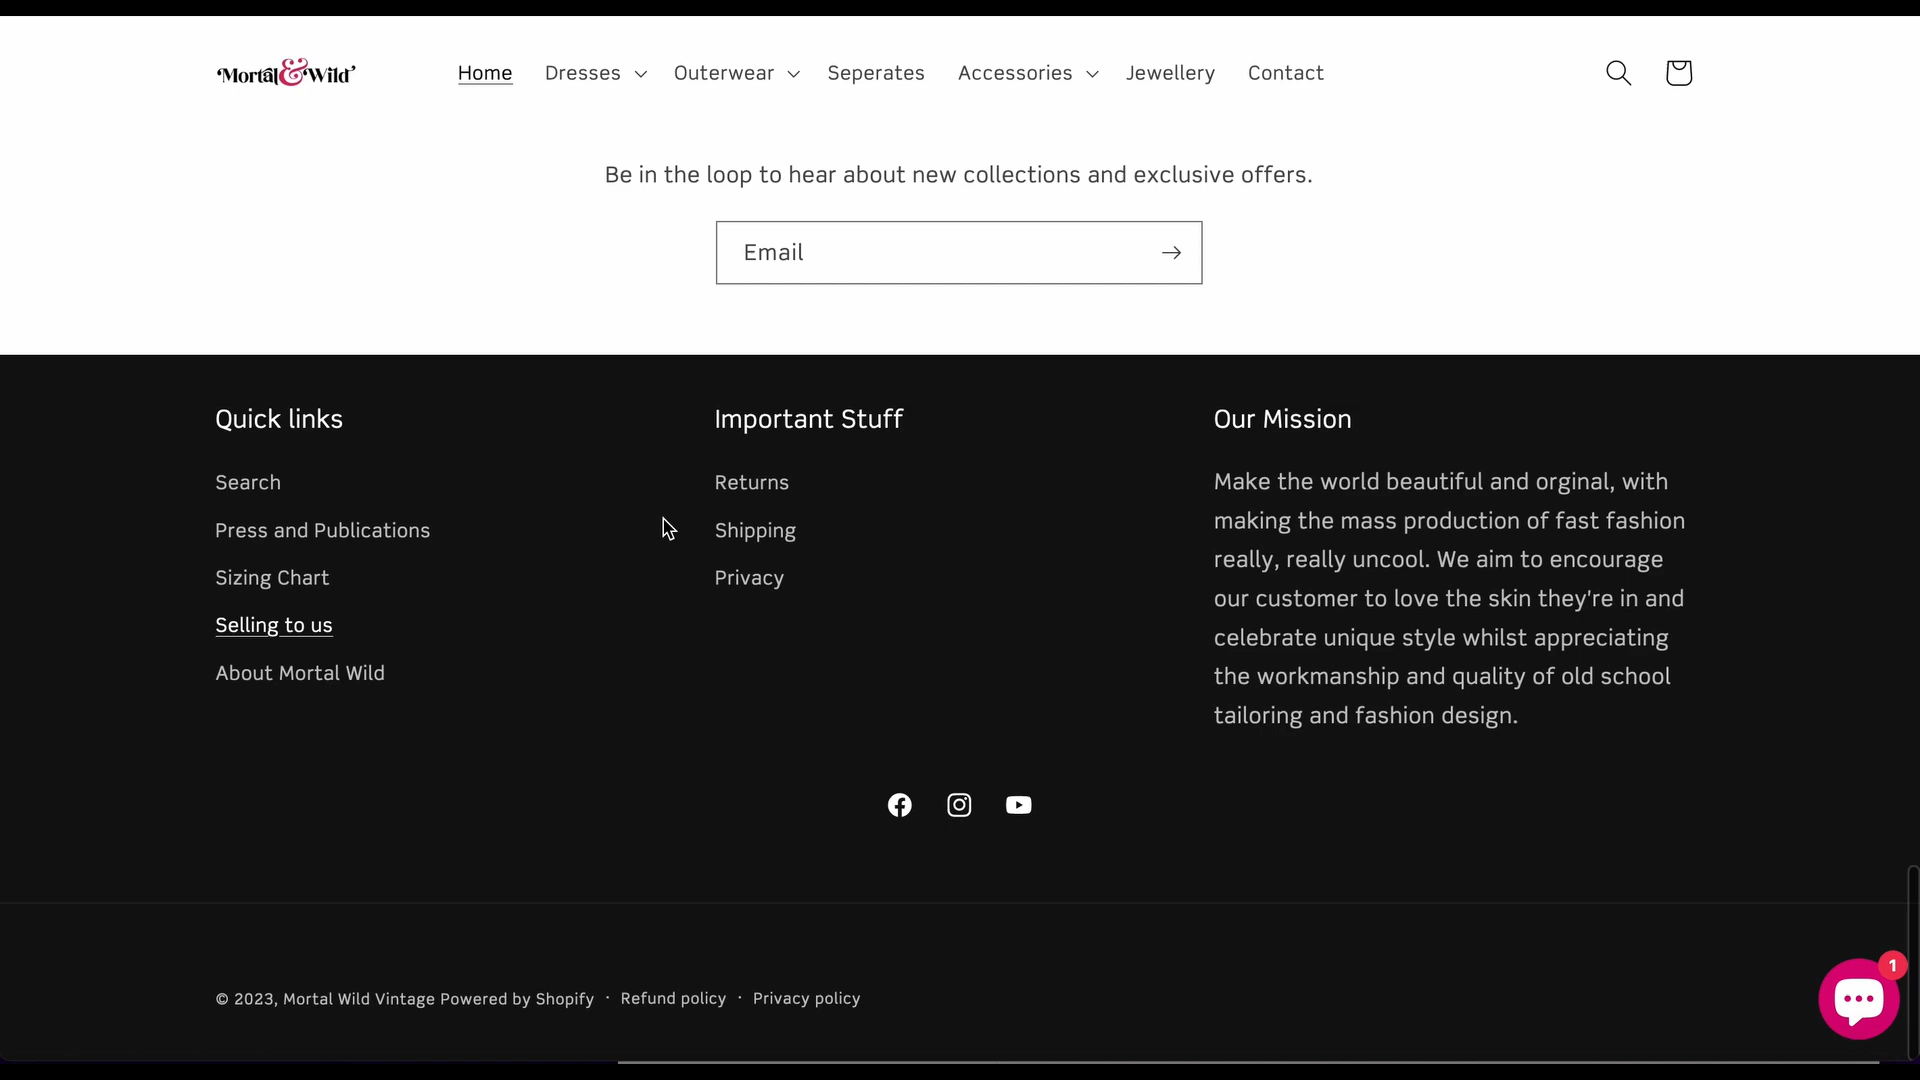 Mortal & Wild
Home Dresses Outerwear Seperates Accessories Jewellery Contact
Be in the loop to hear about new collections and exclusive offers.
Email
Quick links
Search
Press and Publications
Sizing Chart
Selling to us
About Mortal Wild
Important Stuff
Returns
Shipping
Privacy
Our Mission
Make the world beautiful and orginal, with
making the mass production of fast fashion
really, really uncool. We aim to encourage
our customer to love the skin they're in and
celebrate unique style whilst appreciating
the workmanship and quality of old school
tailoring and fashion design.
© 2023, Mortal Wild Vintage Powered by Shopify · Refund policy · Privacy policy
1